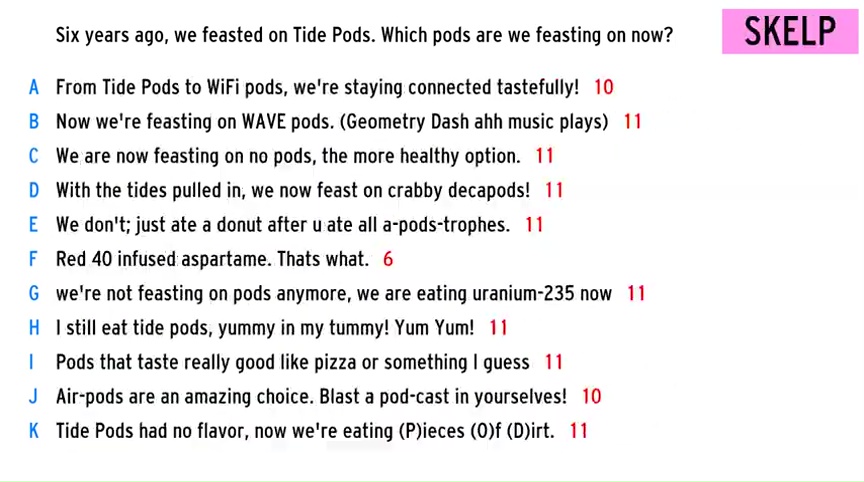 Six years ago, we feasted on Tide Pods. Which pods are we feasting on now?
SKELP
A From Tide Pods to WiFi pods, we're staying connected tastefully! 10
B Now we're feasting on WAVE pods. (Geometry Dash ahh music plays) 11
C We are now feasting on no pods, the more healthy option. 11
D With the tides pulled in, we now feast on crabby decapods! 11
E We don't; just ate a donut after u ate all a-pods-trophes. 11
F Red 40 infused aspartame. Thats what. 6
G we're not feasting on pods anymore, we are eating uranium-235 now 11
H I still eat tide pods, yummy in my tummy! Yum Yum! 11
I Pods that taste really good like pizza or something I guess 11
J Air-pods are an amazing choice. Blast a pod-cast in yourselves! 10
K Tide Pods had no flavor, now we're eating (P)ieces (O)f (D)irt. 11